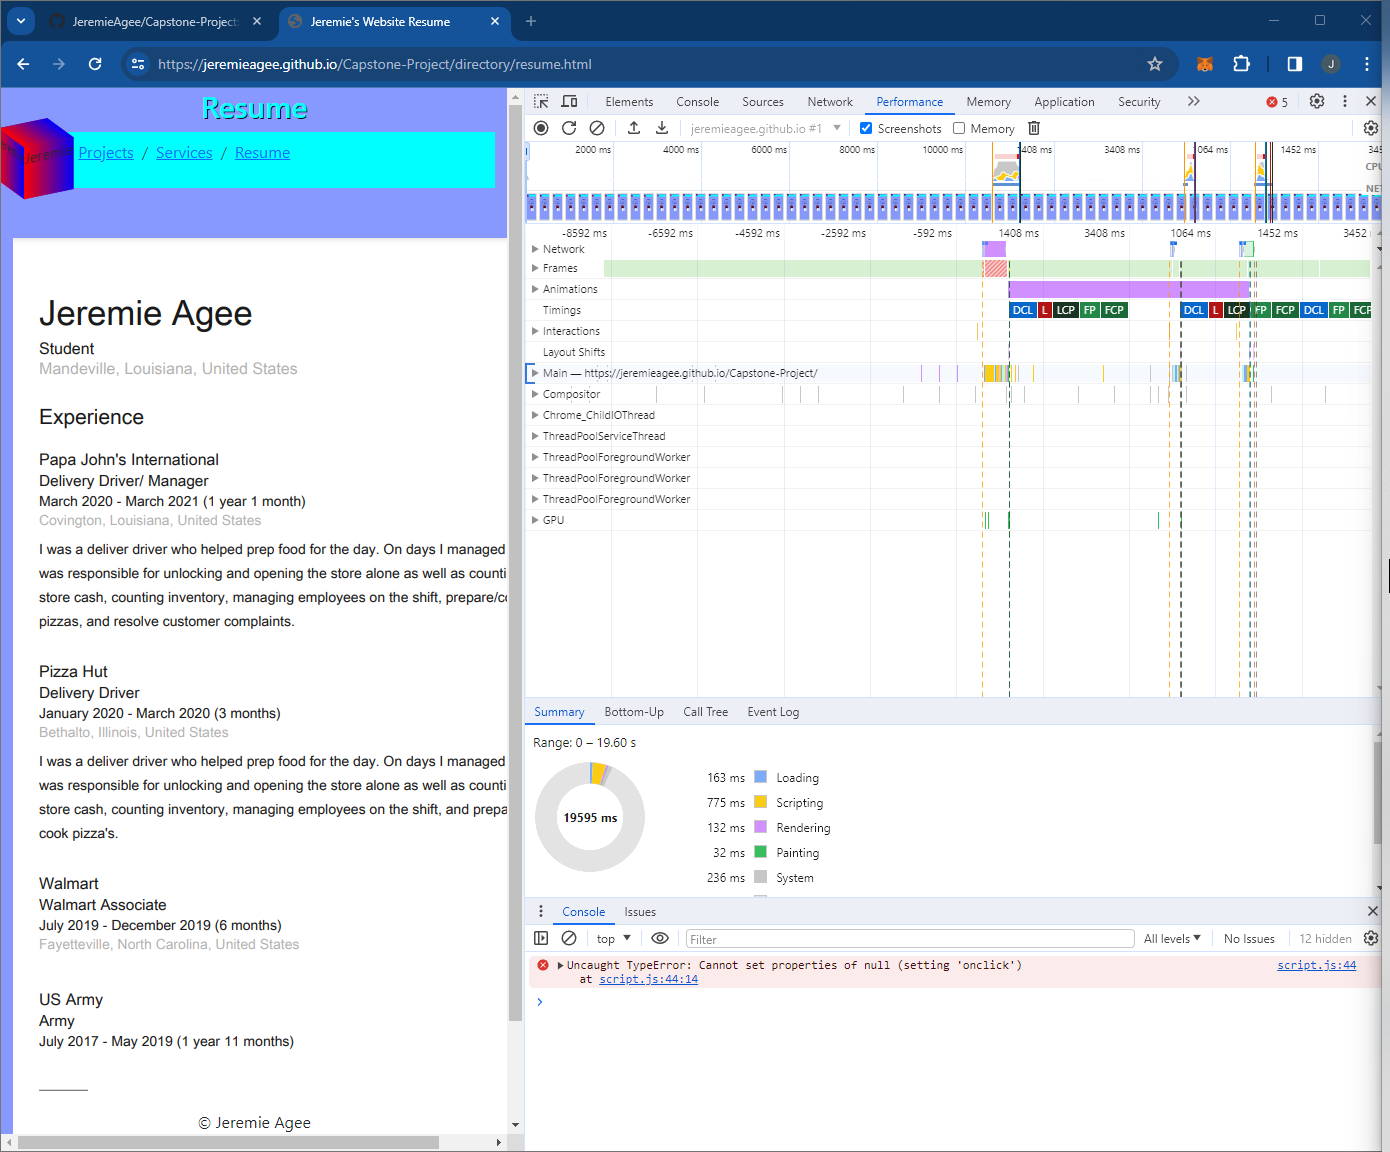 JeremieAgee/Capstone-Project:
Jeremie's Website Resume
https://jeremieagee.github.io/Capstone-Project/directory/resume.html
J
Resume
Jeremie
Projects / Services / Resume
Jeremie Agee
Student
Mandeville, Louisiana, United States
Experience
Papa John's International
Delivery Driver/ Manager
March 2020 - March 2021 (1 year 1 month)
Covington, Louisiana, United States
I was a deliver driver who helped prep food for the day. On days I managed
was responsible for unlocking and opening the store alone as well as counti
store cash, counting inventory, managing employees on the shift, prepare/co
pizzas, and resolve customer complaints.
Pizza Hut
Delivery Driver
January 2020 - March 2020 (3 months)
Bethalto, Illinois, United States
I was a deliver driver who helped prep food for the day. On days I managed
was responsible for unlocking and opening the store alone as well as counti
store cash, counting inventory, managing employees on the shift, and prepa
cook pizza's.
Walmart
Walmart Associate
July 2019 - December 2019 (6 months)
Fayetteville, North Carolina, United States
US Army
Army
July 2017 - May 2019 (1 year 11 months)
© Jeremie Agee
Elements Console Sources Network Performance Memory Application Security 5
jeremieagee.github.io #1 Screenshots Memory
2000 ms 4000 ms 6000 ms 8000 ms 10000 ms 408 ms 3408 ms 064 ms 1452 ms 345
CPU
NET
-8592 ms -6592 ms -4592 ms -2592 ms -592 ms 1408 ms 3408 ms 1064 ms 1452 ms 3452
Network
Frames
Animations
Timings DCL L LCP FP FCP DCL L LCP FP FCP DCL FP FCP
Interactions
Layout Shifts
Main — https://jeremieagee.github.io/Capstone-Project/
Compositor
Chrome_ChildIOThread
ThreadPoolServiceThread
ThreadPoolForegroundWorker
ThreadPoolForegroundWorker
ThreadPoolForegroundWorker
GPU
Summary Bottom-Up Call Tree Event Log
Range: 0 – 19.60 s
19595 ms
163 ms Loading
775 ms Scripting
132 ms Rendering
32 ms Painting
236 ms System
Console Issues
top Filter All levels No Issues 12 hidden
Uncaught TypeError: Cannot set properties of null (setting 'onclick') script.js:44
at script.js:44:14